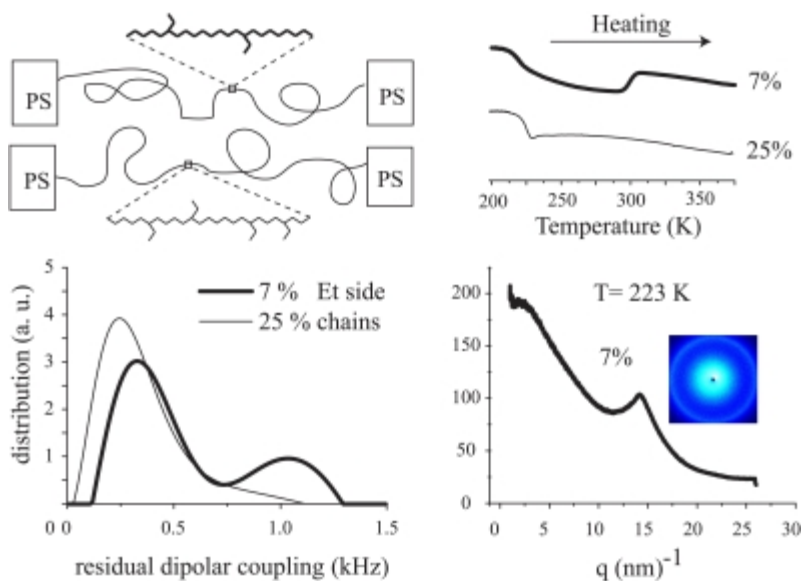 PS
PS
PS
PS
Heating
7%
25%
200
250
300
350
Temperature (K)
5
4
3
2
1
7 % Et side
25 % chains
distribution (a. u.)
0
0
0.5
1.0
1.5
residual dipolar coupling (kHz)
200
150
100
50
0
T= 223 K
7%
0
5
10
15
20
25
30
q (nm)-1